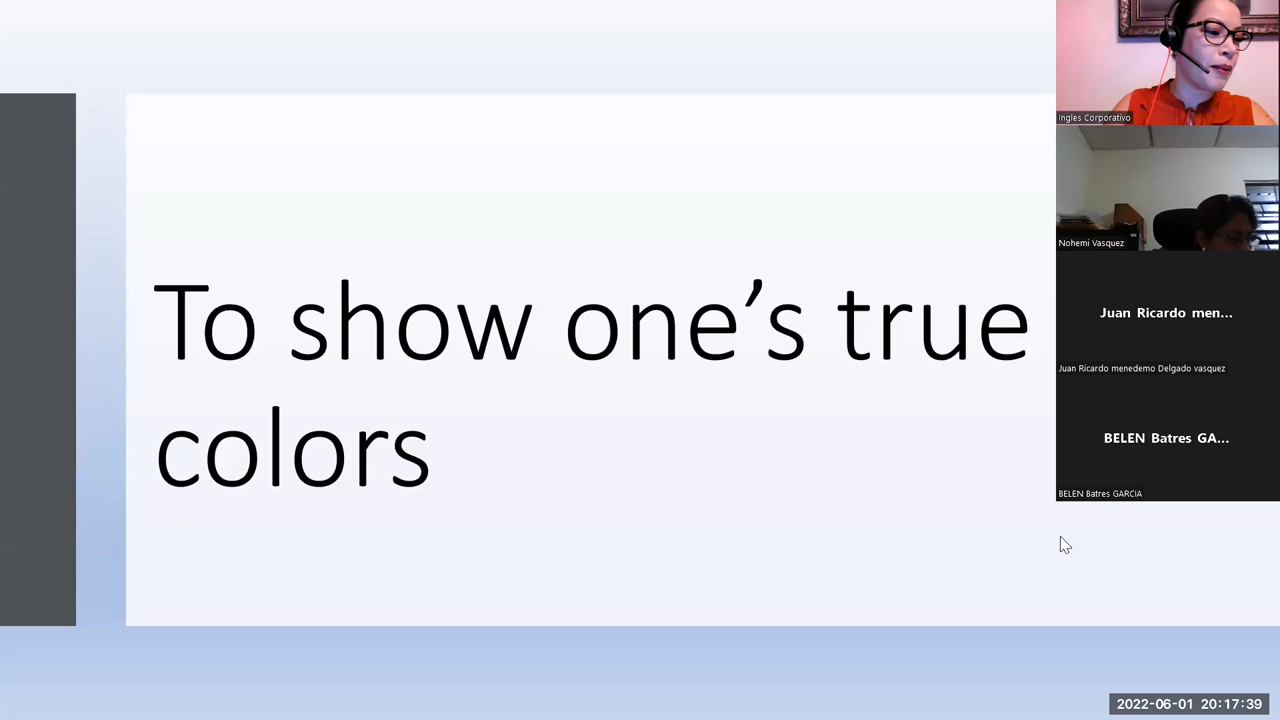 To show one’s true
colors
Ingles Corporativo
Nohemi Vasquez
Juan Ricardo men...
Juan Ricardo menedemo Delgado vasquez
BELEN Batres GA...
BELEN Batres GARCIA
2022-06-01 20:17:39